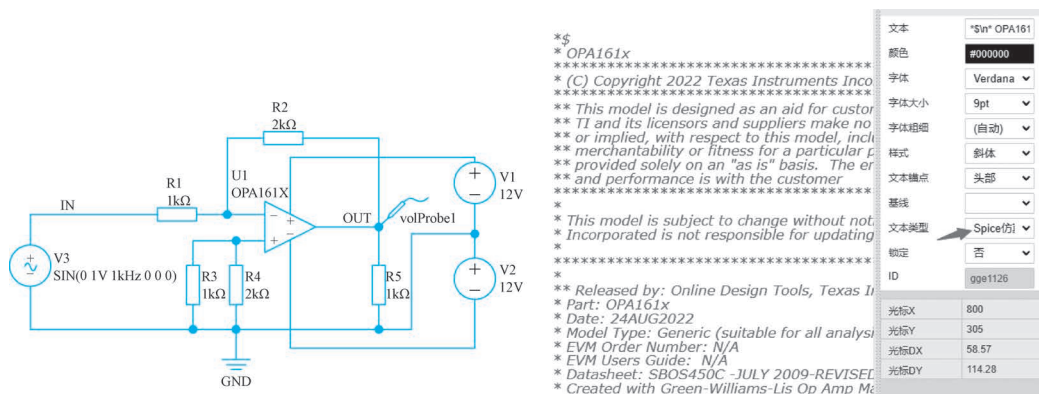 R2
2kΩ
U1
OPA161X
R1
1kΩ
IN
OUT
volProbe1
V1
12V
V3
SIN(0 1V 1kHz 0 0 0)
R3
1kΩ
R4
2kΩ
R5
1kΩ
V2
12V
GND
*$
* OPA161x
*****************************************
* (C) Copyright 2022 Texas Instruments Inco
*****************************************
** This model is designed as an aid for custor
** TI and its licensors and suppliers make no
** or implied, with respect to this model, inclu
** merchantability or fitness for a particular p
** provided solely on an "as is" basis. The en
** and performance is with the customer
*****************************************
*
* This model is subject to change without noti
* Incorporated is not responsible for updating
*
*****************************************
*
** Released by: Online Design Tools, Texas In
* Part: OPA161x
* Date: 24AUG2022
* Model Type: Generic (suitable for all analysi
* EVM Order Number: N/A
* EVM Users Guide: N/A
* Datasheet: SBOS450C -JULY 2009-REVISED
* Created with Green-Williams-Lis Op Amp Ma
文本 *$\n* OPA161
颜色 #000000
字体 Verdana
字体大小 9pt
字体粗细 (自动)
样式 斜体
文本锚点 头部
基线
文本类型 Spice仿
锁定 否
ID gge1126
光标X 800
光标Y 305
光标DX 58.57
光标DY 114.28